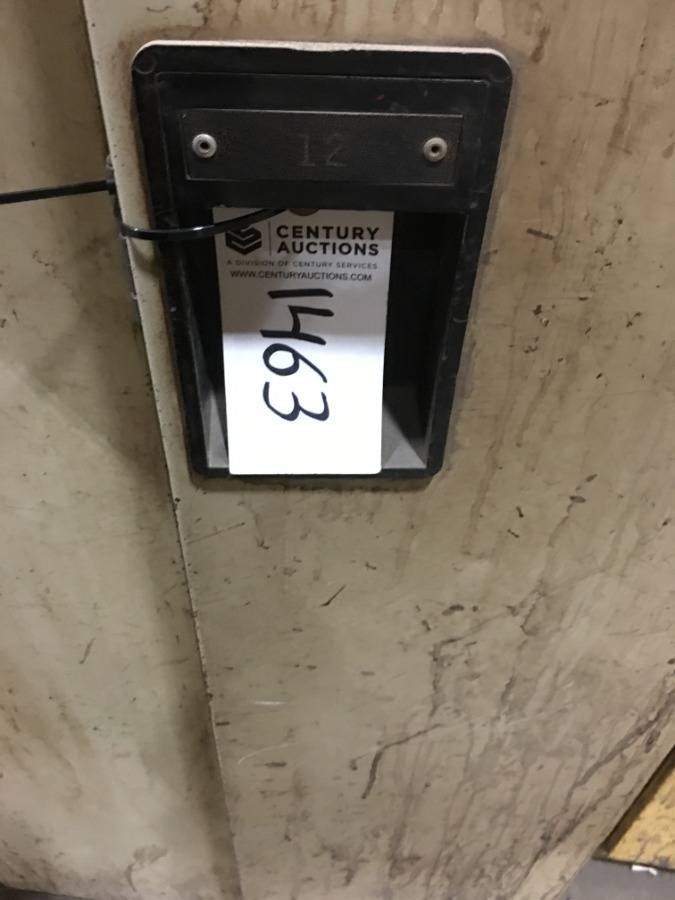 12
CENTURY
AUCTIONS
A DIVISION OF CENTURY SERVICES
WWW.CENTURYAUCTIONS.COM
1463